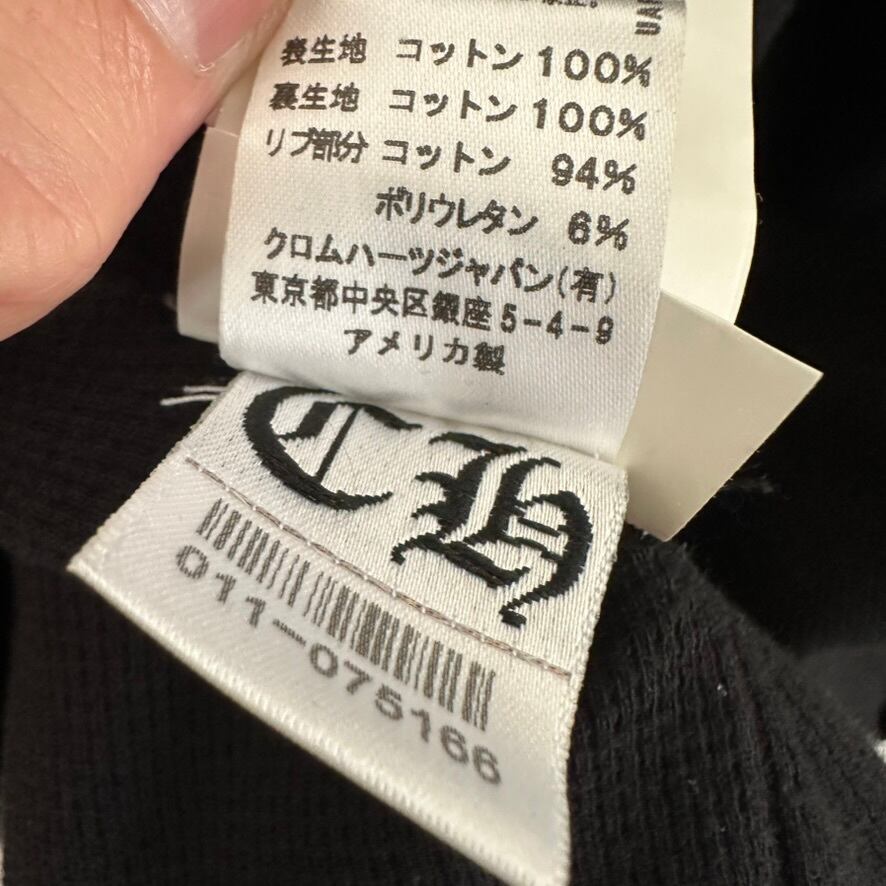 表生地 コットン 100%
裏生地 コットン 100%
リブ部分 コットン 94%
ポリウレタン 6%
クロムハーツジャパン(有)
東京都中央区銀座5-4-9
アメリカ製
CH
011-075166